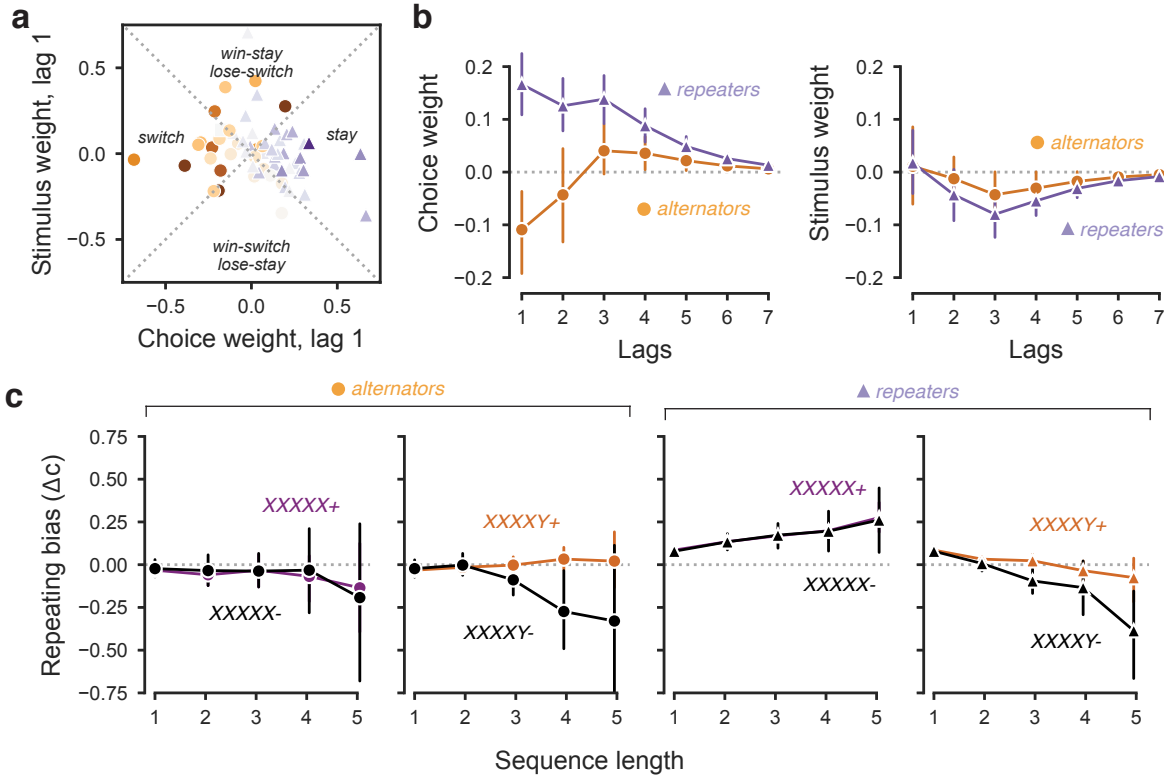 a
Stimulus weight, lag 1
0.5
0.0
−0.5
win-stay
lose-switch
switch
stay
win-switch
lose-stay
−0.5
0.0
0.5
Choice weight, lag 1
b
Choice weight
0.2
0.1
0.0
−0.1
−0.2
repeaters
alternators
1 2 3 4 5 6 7
Lags
Stimulus weight
0.2
0.1
0.0
−0.1
−0.2
alternators
repeaters
1 2 3 4 5 6 7
Lags
c
alternators
repeaters
Repeating bias (Δc)
0.75
0.50
0.25
0.00
−0.25
−0.50
−0.75
XXXXX+
XXXXX-
1 2 3 4 5
XXXXY+
XXXXY-
1 2 3 4 5
XXXXX+
XXXXX-
1 2 3 4 5
XXXXY+
XXXXY-
1 2 3 4 5
Sequence length